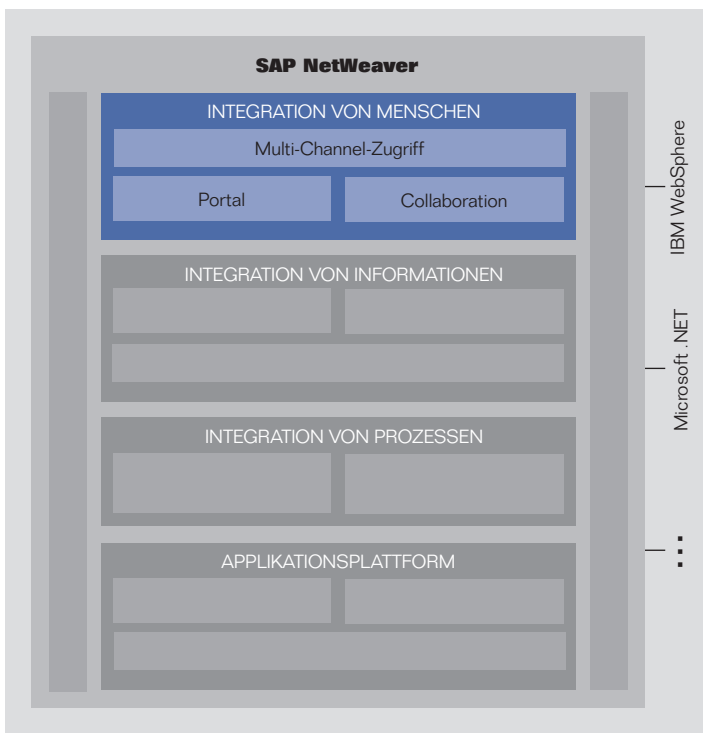 SAP NetWeaver
INTEGRATION VON MENSCHEN
Multi-Channel-Zugriff
Portal
Collaboration
INTEGRATION VON INFORMATIONEN
INTEGRATION VON PROZESSEN
APPLIKATIONSPLATTFORM
IBM WebSphere
Microsoft .NET
...